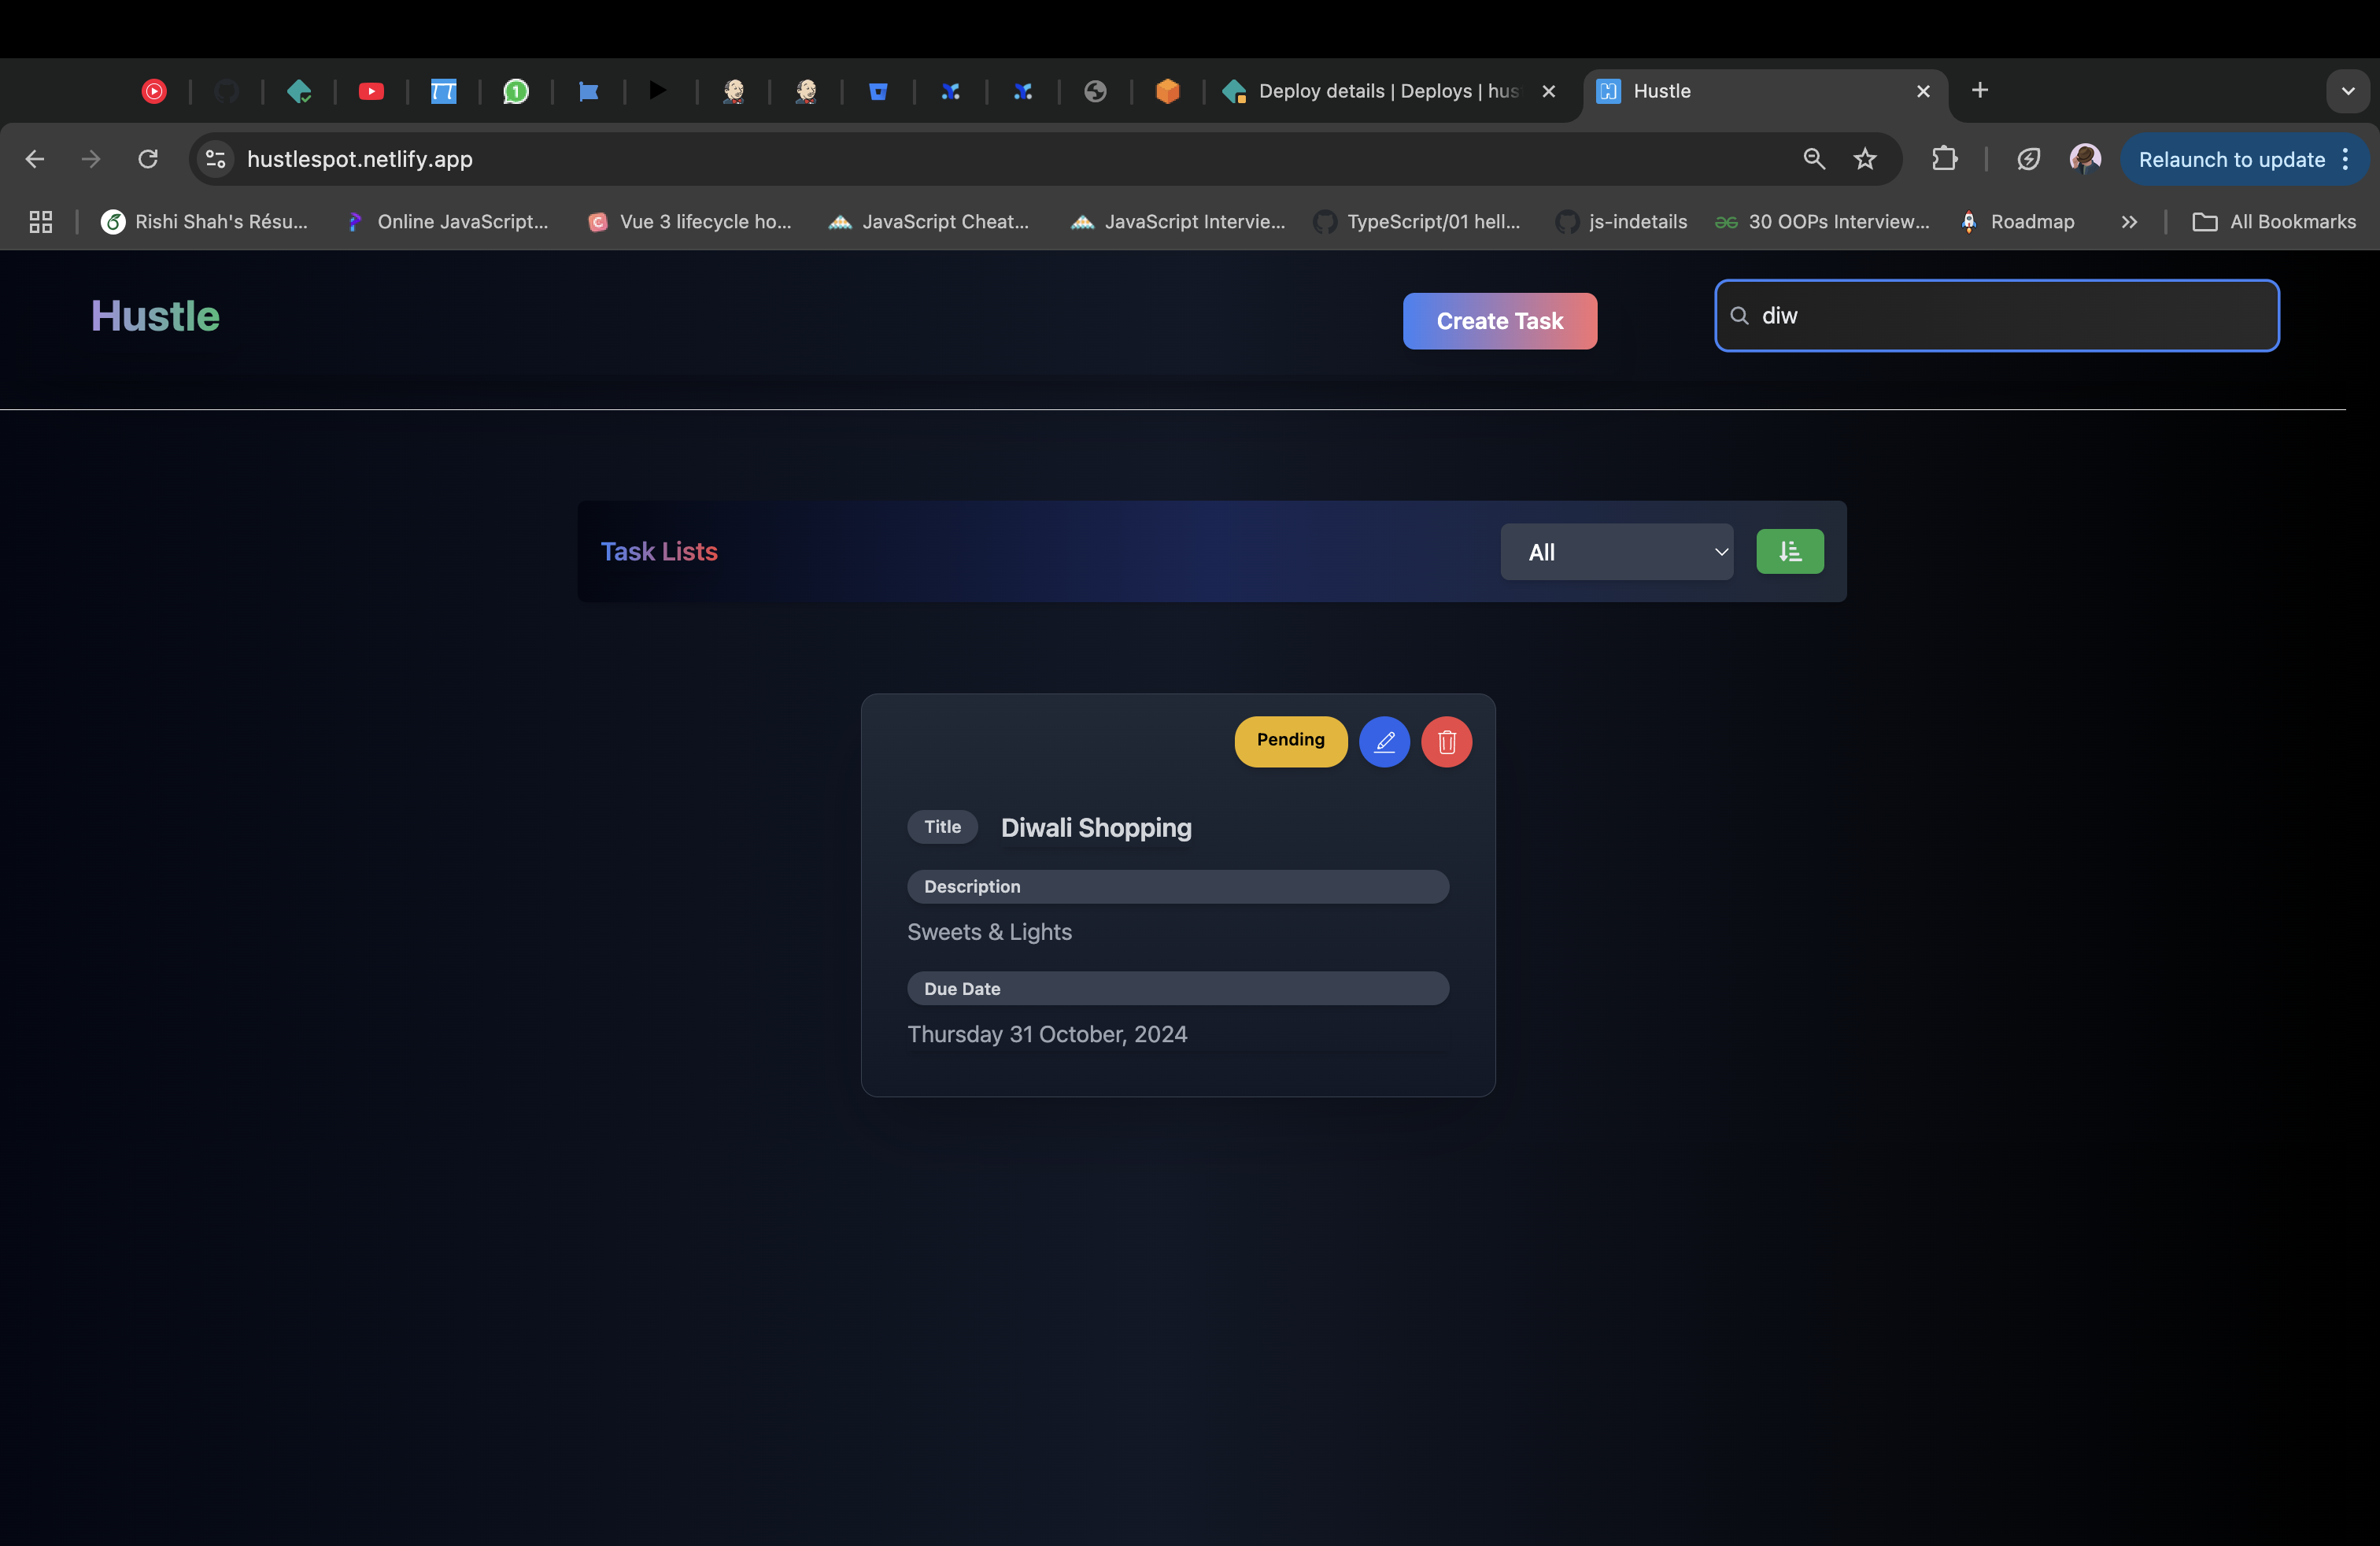 Deploy details | Deploys | hus
Hustle
hustlespot.netlify.app
Relaunch to update
Rishi Shah's Résu...
Online JavaScript...
Vue 3 lifecycle ho...
JavaScript Cheat...
JavaScript Intervie...
TypeScript/01 hell...
js-indetails
30 OOPs Interview...
Roadmap
All Bookmarks
Hustle
Create Task
diw
Task Lists
All
Pending
Title
Diwali Shopping
Description
Sweets & Lights
Due Date
Thursday 31 October, 2024